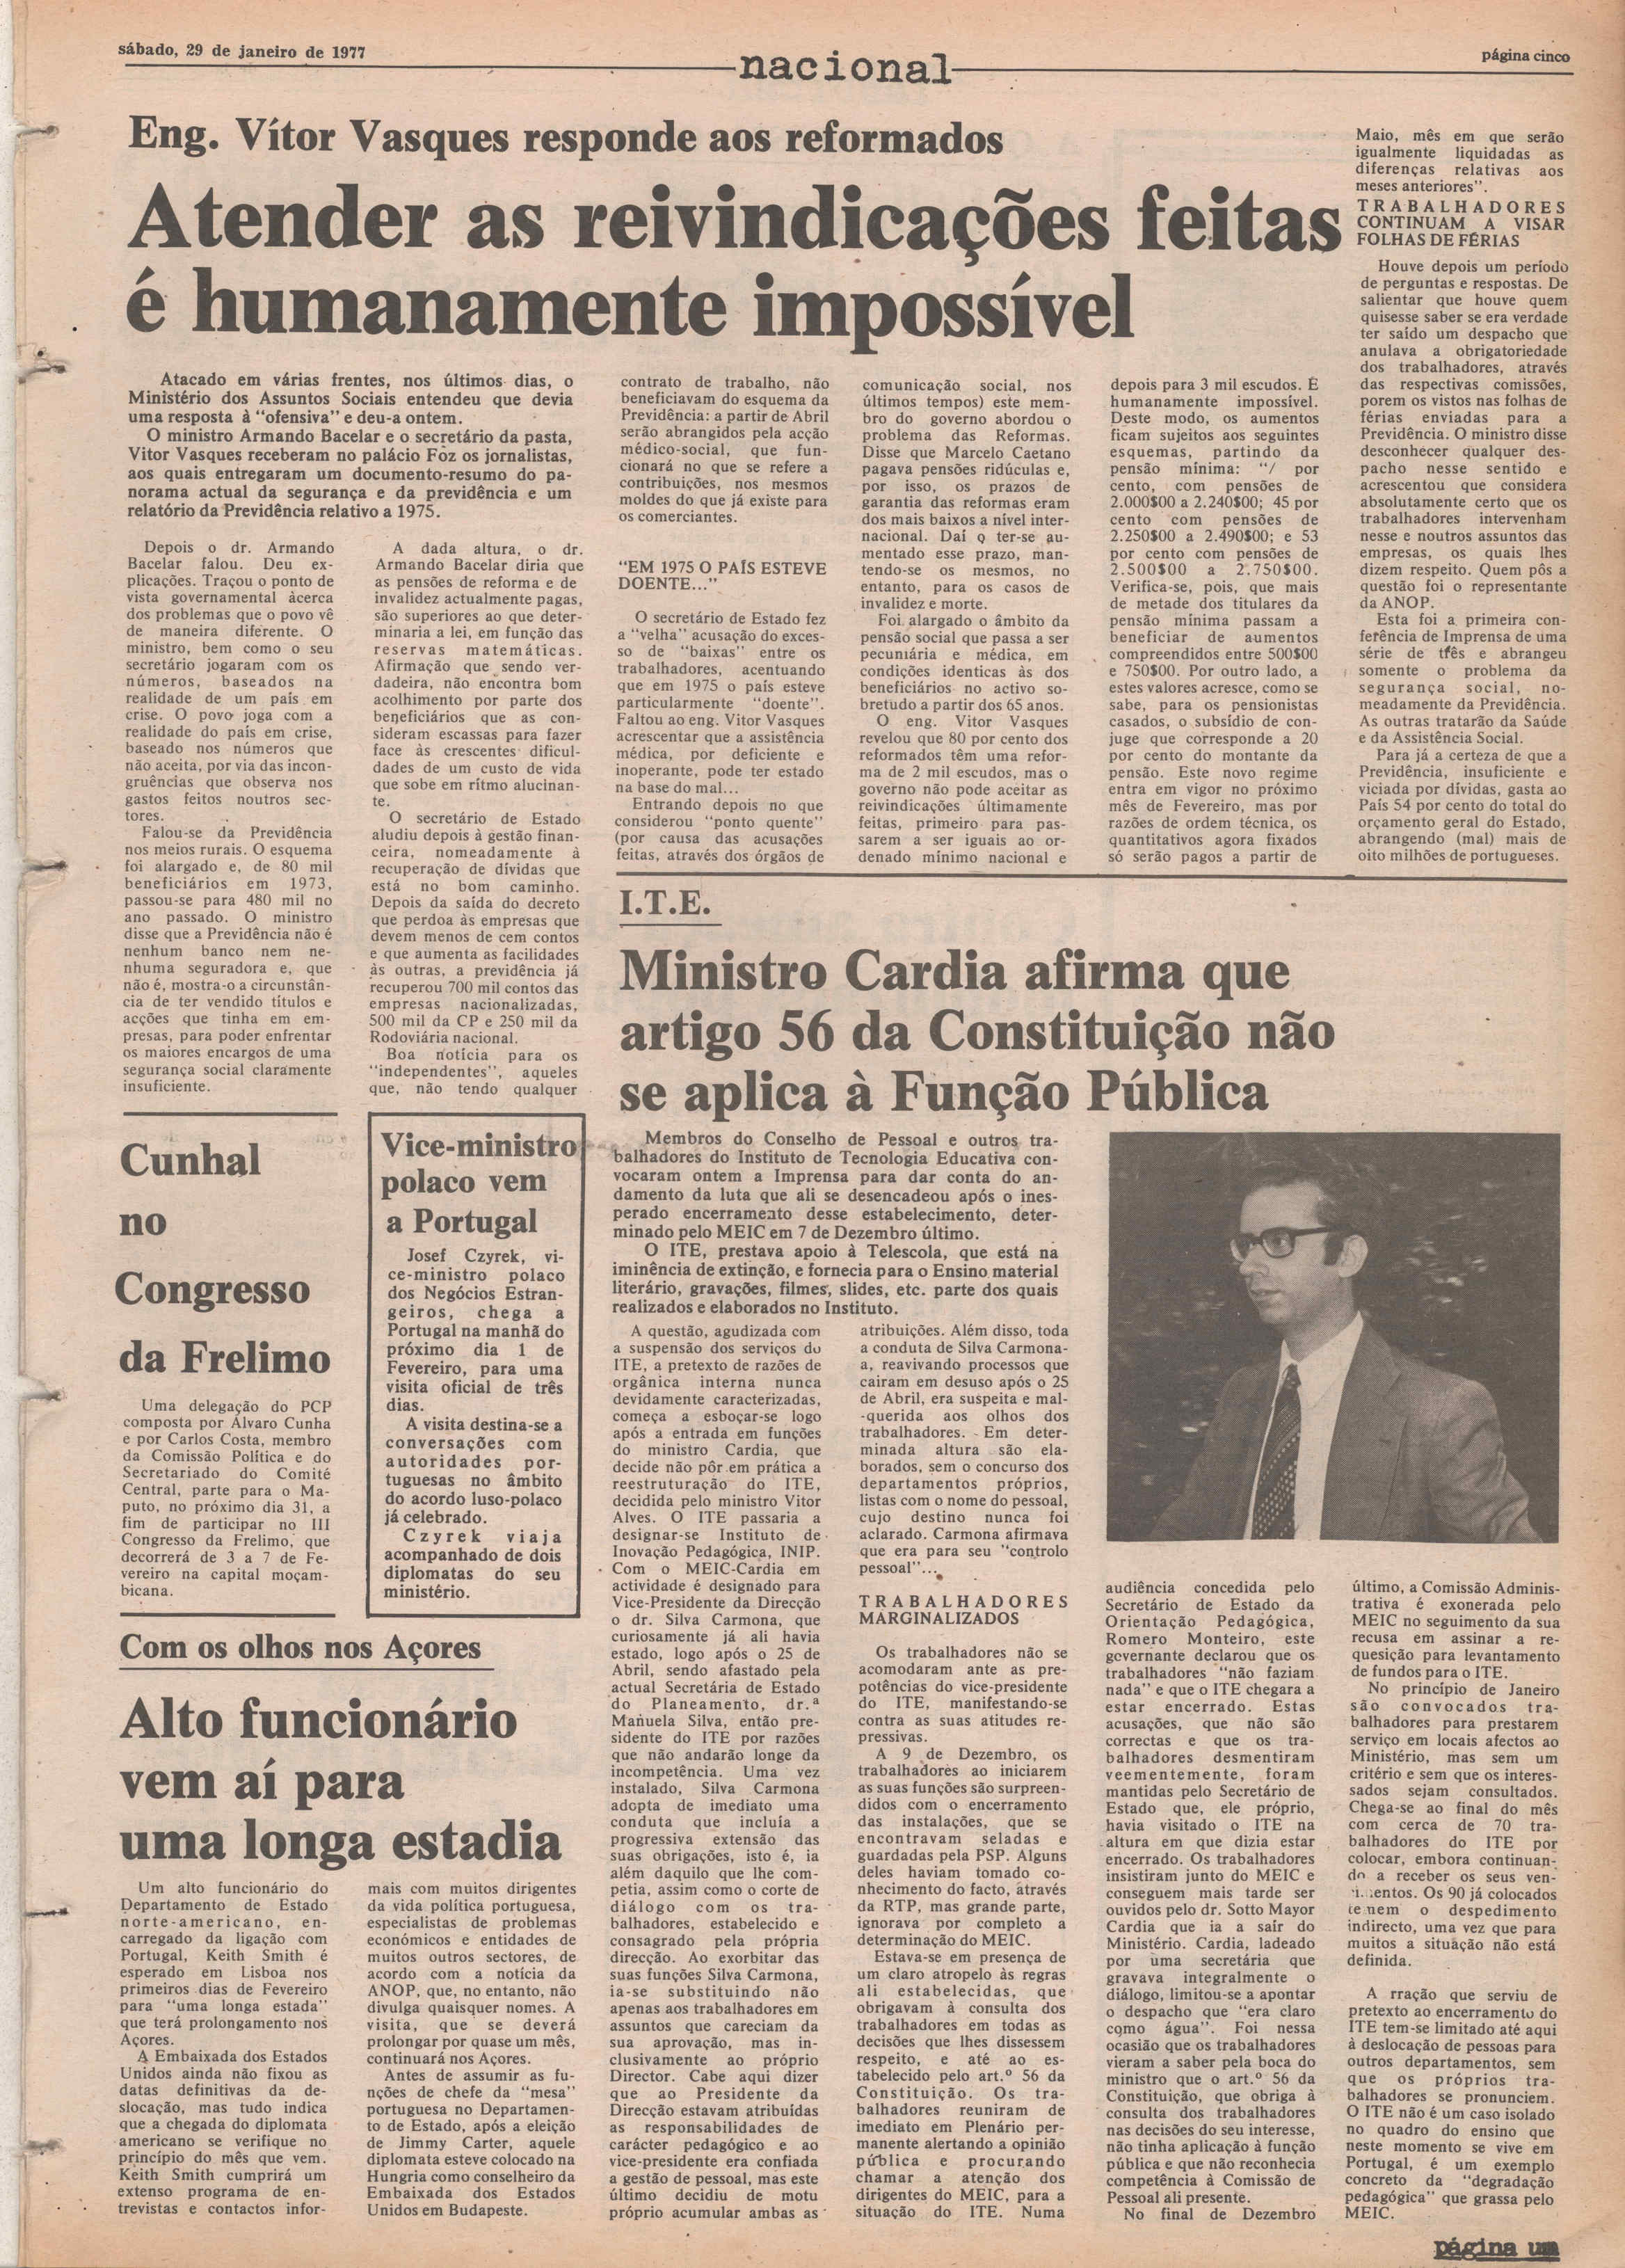 sábado, 29 de janeiro de 1977
nacional
página cinco
Eng. Vítor Vasques responde aos reformados
Atender as reivindicações feitas
é humanamente impossível
Atacado em várias frentes, nos últimos dias, o
Ministério dos Assuntos Sociais entendeu que devia
uma resposta à "ofensiva" e deu-a ontem.
O ministro Armando Bacelar e o secretário da pasta,
Vitor Vasques receberam no palácio Foz os jornalistas,
aos quais entregaram um documento-resumo do pa-
norama actual da segurança e da previdência e um
relatório da Previdência relativo a 1975.
Depois o dr. Armando
Bacelar falou. Deu ex-
plicações. Traçou o ponto de
vista governamental àcerca
dos problemas que o povo vê
de maneira diferente. O
ministro, bem como o seu
secretário jogaram com os
números, baseados na
realidade de um país em
crise. O povo joga com a
realidade do país em crise,
baseado nos números que
não aceita, por via das incon-
gruências que observa nos
gastos feitos noutros sec-
tores.
Falou-se da Previdência
nos meios rurais. O esquema
foi alargado e, de 80 mil
beneficiários em 1973,
passou-se para 480 mil no
ano passado. O ministro
disse que a Previdência não é
nenhum banco nem ne-
nhuma seguradora e, que
não é, mostra-o a circunstân-
cia de ter vendido títulos e
acções que tinha em em-
presas, para poder enfrentar
os maiores encargos de uma
segurança social claramente
insuficiente.
A dada altura, o dr.
Armando Bacelar diria que
as pensões de reforma e de
invalidez actualmente pagas,
são superiores ao que deter-
minaria a lei, em função das
reservas matemáticas.
Afirmação que sendo ver-
dadeira, não encontra bom
acolhimento por parte dos
beneficiários que as con-
sideram escassas para fazer
face às crescentes dificul-
dades de um custo de vida
que sobe em rítmo alucinan-
te.
O secretário de Estado
aludiu depois à gestão finan-
ceira, nomeadamente à
recuperação de dívidas que
está no bom caminho.
Depois da saída do decreto
que perdoa às empresas que
devem menos de cem contos
e que aumenta as facilidades
às outras, a previdência já
recuperou 700 mil contos das
empresas nacionalizadas,
500 mil da CP e 250 mil da
Rodoviária nacional.
Boa notícia para os
"independentes", aqueles
que, não tendo qualquer
contrato de trabalho, não
beneficiavam do esquema da
Previdência: a partir de Abril
serão abrangidos pela acção
médico-social, que fun-
cionará no que se refere a
contribuições, nos mesmos
moldes do que já existe para
os comerciantes.
"EM 1975 O PAÍS ESTEVE
DOENTE..."
O secretário de Estado fez
a "velha" acusação do exces-
so de "baixas" entre os
trabalhadores, acentuando
que em 1975 o país esteve
particularmente "doente".
Faltou ao eng. Vitor Vasques
acrescentar que a assistência
médica, por deficiente e
inoperante, pode ter estado
na base do mal...
Entrando depois no que
considerou "ponto quente"
(por causa das acusações
feitas, através dos órgãos de
comunicação social, nos
últimos tempos) este mem-
bro do governo abordou o
problema das Reformas.
Disse que Marcelo Caetano
pagava pensões ridúculas e,
por isso, os prazos de
garantia das reformas eram
dos mais baixos a nível inter-
nacional. Daí o ter-se au-
mentado esse prazo, man-
tendo-se os mesmos, no
entanto, para os casos de
invalidez e morte.
Foi alargado o âmbito da
pensão social que passa a ser
pecuniária e médica, em
condições identicas às dos
beneficiários no activo so-
bretudo a partir dos 65 anos.
O eng. Vitor Vasques
revelou que 80 por cento dos
reformados têm uma refor-
ma de 2 mil escudos, mas o
governo não pode aceitar as
reivindicações últimamente
feitas, primeiro para pas-
sarem a ser iguais ao or-
denado mínimo nacional e
depois para 3 mil escudos. É
humanamente impossível.
Deste modo, os aumentos
ficam sujeitos aos seguintes
esquemas, partindo da
pensão mínima: "/ por
cento, com pensões de
2.000$00 a 2.240$00; 45 por
cento com pensões de
2.250$00 a 2.490$00; e 53
por cento com pensões de
2.500$00 a 2.750$00.
Verifica-se, pois, que mais
de metade dos titulares da
pensão mínima passam a
beneficiar de aumentos
compreendidos entre 500$00
e 750$00. Por outro lado, a
estes valores acresce, como se
sabe, para os pensionistas
casados, o subsídio de con-
juge que corresponde a 20
por cento do montante da
pensão. Este novo regime
entra em vigor no próximo
mês de Fevereiro, mas por
razões de ordem técnica, os
quantitativos agora fixados
só serão pagos a partir de
Maio, mês em que serão
igualmente liquidadas as
diferenças relativas aos
meses anteriores".
TRABALHADORES
CONTINUAM A VISAR
FOLHAS DE FÉRIAS
Houve depois um período
de perguntas e respostas. De
salientar que houve quem
quisesse saber se era verdade
ter saído um despacho que
anulava a obrigatoriedade
dos trabalhadores, através
das respectivas comissões,
porem os vistos nas folhas de
férias enviadas para a
Previdência. O ministro disse
desconhecer qualquer des-
pacho nesse sentido e
acrescentou que considera
absolutamente certo que os
trabalhadores intervenham
nesse e noutros assuntos das
empresas, os quais lhes
dizem respeito. Quem pôs a
questão foi o representante
da ANOP.
Esta foi a primeira con-
ferência de Imprensa de uma
série de três e abrangeu
somente o problema da
segurança social, no-
meadamente da Previdência.
As outras tratarão da Saúde
e da Assistência Social.
Para já a certeza de que a
Previdência, insuficiente e
viciada por dívidas, gasta ao
País 54 por cento do total do
orçamento geral do Estado,
abrangendo (mal) mais de
oito milhões de portugueses.
I.T.E.
Ministro Cardia afirma que
artigo 56 da Constituição não
se aplica à Função Pública
Membros do Conselho de Pessoal e outros tra-
balhadores do Instituto de Tecnologia Educativa con-
vocaram ontem a Imprensa para dar conta do an-
damento da luta que ali se desencadeou após o ines-
perado encerramento desse estabelecimento, deter-
minado pelo MEIC em 7 de Dezembro último.
O ITE, prestava apoio à Telescola, que está na
iminência de extinção, e fornecia para o Ensino material
literário, gravações, filmes, slides, etc. parte dos quais
realizados e elaborados no Instituto.
A questão, agudizada com
a suspensão dos serviços do
ITE, a pretexto de razões de
orgânica interna nunca
devidamente caracterizadas,
começa a esboçar-se logo
após a entrada em funções
do ministro Cardia, que
decide não pôr em prática a
reestruturação do ITE,
decidida pelo ministro Vitor
Alves. O ITE passaria a
designar-se Instituto de
Inovação Pedagógica, INIP.
Com o MEIC-Cardia em
actividade é designado para
Vice-Presidente da Direcção
o dr. Silva Carmona, que
curiosamente já ali havia
estado, logo após o 25 de
Abril, sendo afastado pela
actual Secretária de Estado
do Planeamento, dr.ª
Manuela Silva, então pre-
sidente do ITE por razões
que não andarão longe da
incompetência. Uma vez
instalado, Silva Carmona
adopta de imediato uma
conduta que incluía a
progressiva extensão das
suas obrigações, isto é, ia
além daquilo que lhe com-
petia, assim como o corte de
diálogo com os tra-
balhadores, estabelecido e
consagrado pela própria
direcção. Ao exorbitar das
suas funções Silva Carmona,
ia-se substituindo não
apenas aos trabalhadores em
assuntos que careciam da
sua aprovação, mas in-
clusivamente ao próprio
Director. Cabe aqui dizer
que ao Presidente da
Direcção estavam atribuídas
as responsabilidades de
carácter pedagógico e ao
vice-presidente era confiada
a gestão de pessoal, mas este
último decidiu de motu
próprio acumular ambas as
atribuições. Além disso, toda
a conduta de Silva Carmona-
a, reavivando processos que
cairam em desuso após o 25
de Abril, era suspeita e mal-
-querida aos olhos dos
trabalhadores. Em deter-
minada altura são ela-
borados, sem o concurso dos
departamentos próprios,
listas com o nome do pessoal,
cujo destino nunca foi
aclarado. Carmona afirmava
que era para seu "controlo
pessoal"...
TRABALHADORES
MARGINALIZADOS
Os trabalhadores não se
acomodaram ante as pre-
potências do vice-presidente
do ITE, manifestando-se
contra as suas atitudes re-
pressivas.
A 9 de Dezembro, os
trabalhadores ao iniciarem
as suas funções são surpreen-
didos com o encerramento
das instalações, que se
encontravam seladas e
guardadas pela PSP. Alguns
deles haviam tomado co-
nhecimento do facto, através
da RTP, mas grande parte,
ignorava por completo a
determinação do MEIC.
Estava-se em presença de
um claro atropelo às regras
ali estabelecidas, que
obrigavam à consulta dos
trabalhadores em todas as
decisões que lhes dissessem
respeito, e até ao es-
tabelecido pelo art.º 56 da
Constituição. Os tra-
balhadores reuniram de
imediato em Plenário per-
manente alertando a opinião
pública e procurando
chamar a atenção dos
dirigentes do MEIC, para a
situação do ITE. Numa
audiência concedida pelo
Secretário de Estado da
Orientação Pedagógica,
Romero Monteiro, este
governante declarou que os
trabalhadores "não faziam
nada" e que o ITE chegara a
estar encerrado. Estas
acusações, que não são
correctas e que os tra-
balhadores desmentiram
veementemente, foram
mantidas pelo Secretário de
Estado que, ele próprio,
havia visitado o ITE na
altura em que dizia estar
encerrado. Os trabalhadores
insistiram junto do MEIC e
conseguem mais tarde ser
ouvidos pelo dr. Sotto Mayor
Cardia que ia a saír do
Ministério. Cardia, ladeado
por uma secretária que
gravava integralmente o
diálogo, limitou-se a apontar
o despacho que "era claro
como água". Foi nessa
ocasião que os trabalhadores
vieram a saber pela boca do
ministro que o art.º 56 da
Constituição, que obriga à
consulta dos trabalhadores
nas decisões do seu interesse,
não tinha aplicação à função
pública e que não reconhecia
competência à Comissão de
Pessoal ali presente.
No final de Dezembro
último, a Comissão Adminis-
trativa é exonerada pelo
MEIC no seguimento da sua
recusa em assinar a re-
quesição para levantamento
de fundos para o ITE.
No princípio de Janeiro
são convocados tra-
balhadores para prestarem
serviço em locais afectos ao
Ministério, mas sem um
critério e sem que os interes-
sados sejam consultados.
Chega-se ao final do mês
com cerca de 70 tra-
balhadores do ITE por
colocar, embora continuan-
do a receber os seus ven-
Os 90 já colocados
o despedimento
indirecto, uma vez que para
muitos a situação não está
definida.
A rração que serviu de
pretexto ao encerramento do
ITE tem-se limitado até aqui
à deslocação de pessoas para
outros departamentos, sem
que os próprios tra-
balhadores se pronunciem.
O ITE não é um caso isolado
no quadro do ensino que
neste momento se vive em
Portugal, é um exemplo
concreto da "degradação
pedagógica" que grassa pelo
MEIC.
Cunhal
no
Congresso
da Frelimo
Uma delegação do PCP
composta por Álvaro Cunha
e por Carlos Costa, membro
da Comissão Política e do
Secretariado do Comité
Central, parte para o Ma-
puto, no próximo dia 31, a
fim de participar no III
Congresso da Frelimo, que
decorrerá de 3 a 7 de Fe-
vereiro na capital moçam-
bicana.
Vice-ministro
polaco vem
a Portugal
Josef Czyrek, vi-
ce-ministro polaco
dos Negócios Estran-
geiros, chega a
Portugal na manhã do
próximo dia 1 de
Fevereiro, para uma
visita oficial de três
dias.
A visita destina-se a
conversações com
autoridades por-
tuguesas no âmbito
do acordo luso-polaco
já celebrado.
Czyrek viaja
acompanhado de dois
diplomatas do seu
ministério.
Com os olhos nos Açores
Alto funcionário
vem aí para
uma longa estadia
Um alto funcionário do
Departamento de Estado
norte-americano, en-
carregado da ligação com
Portugal, Keith Smith é
esperado em Lisboa nos
primeiros dias de Fevereiro
para "uma longa estada"
que terá prolongamento nos
Açores.
A Embaixada dos Estados
Unidos ainda não fixou as
datas definitivas da de-
slocação, mas tudo indica
que a chegada do diplomata
americano se verifique no
princípio do mês que vem.
Keith Smith cumprirá um
extenso programa de en-
trevistas e contactos infor-
mais com muitos dirigentes
da vida política portuguesa,
especialistas de problemas
económicos e entidades de
muitos outros sectores, de
acordo com a notícia da
ANOP, que, no entanto, não
divulga quaisquer nomes. A
visita, que se deverá
prolongar por quase um mês,
continuará nos Açores.
Antes de assumir as fu-
nções de chefe da "mesa"
portuguesa no Departamen-
to de Estado, após a eleição
de Jimmy Carter, aquele
diplomata esteve colocado na
Hungria como conselheiro da
Embaixada dos Estados
Unidos em Budapeste.
página um